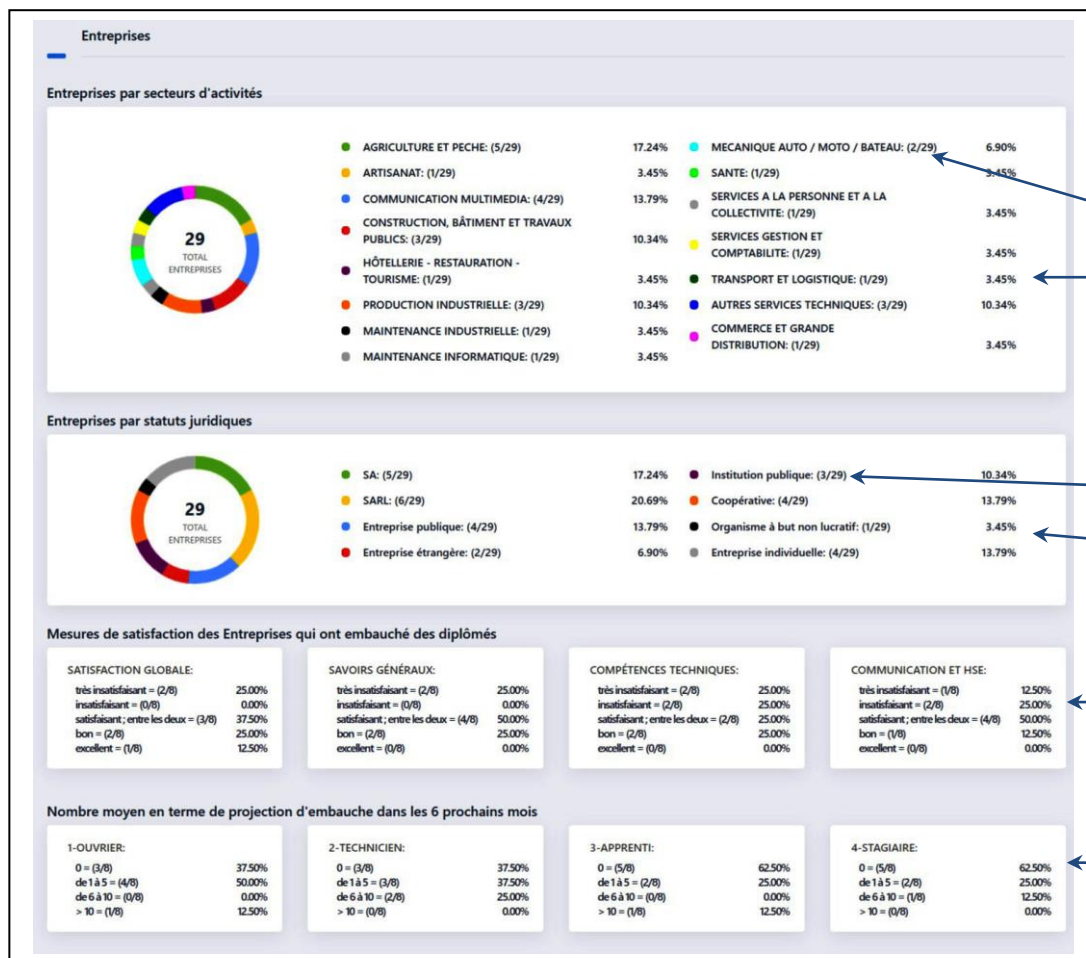 Entreprises
Entreprises par secteurs d'activités
29
TOTAL
ENTREPRISES
AGRICULTURE ET PECHE: (5/29) 17.24%
ARTISANAT: (1/29) 3.45%
COMMUNICATION MULTIMEDIA: (4/29) 13.79%
CONSTRUCTION, BÂTIMENT ET TRAVAUX
PUBLICS: (3/29) 10.34%
HÔTELLERIE - RESTAURATION -
TOURISME: (1/29) 3.45%
PRODUCTION INDUSTRIELLE: (3/29) 10.34%
MAINTENANCE INDUSTRIELLE: (1/29) 3.45%
MAINTENANCE INFORMATIQUE: (1/29) 3.45%
MECANIQUE AUTO / MOTO / BATEAU: (2/29) 6.90%
SANTE: (1/29) 3.45%
SERVICES A LA PERSONNE ET A LA
COLLECTIVITE: (1/29) 3.45%
SERVICES GESTION ET
COMPTABILITE: (1/29) 3.45%
TRANSPORT ET LOGISTIQUE: (1/29) 3.45%
AUTRES SERVICES TECHNIQUES: (3/29) 10.34%
COMMERCE ET GRANDE
DISTRIBUTION: (1/29) 3.45%
Entreprises par statuts juridiques
29
TOTAL
ENTREPRISES
SA: (5/29) 17.24%
SARL: (6/29) 20.69%
Entreprise publique: (4/29) 13.79%
Entreprise étrangère: (2/29) 6.90%
Institution publique: (3/29) 10.34%
Coopérative: (4/29) 13.79%
Organisme à but non lucratif: (1/29) 3.45%
Entreprise individuelle: (4/29) 13.79%
Mesures de satisfaction des Entreprises qui ont embauché des diplômés
SATISFACTION GLOBALE:
très insatisfaisant = (2/8) 25.00%
insatisfaisant = (0/8) 0.00%
satisfaisant ; entre les deux = (3/8) 37.50%
bon = (2/8) 25.00%
excellent = (1/8) 12.50%
SAVOIRS GÉNÉRAUX:
très insatisfaisant = (2/8) 25.00%
insatisfaisant = (0/8) 0.00%
satisfaisant ; entre les deux = (4/8) 50.00%
bon = (2/8) 25.00%
excellent = (0/8) 0.00%
COMPÉTENCES TECHNIQUES:
très insatisfaisant = (2/8) 25.00%
insatisfaisant = (2/8) 25.00%
satisfaisant ; entre les deux = (2/8) 25.00%
bon = (2/8) 25.00%
excellent = (0/8) 0.00%
COMMUNICATION ET HSE:
très insatisfaisant = (1/8) 12.50%
insatisfaisant = (2/8) 25.00%
satisfaisant ; entre les deux = (4/8) 50.00%
bon = (1/8) 12.50%
excellent = (0/8) 0.00%
Nombre moyen en terme de projection d'embauche dans les 6 prochains mois
1-OUVRIER:
0 = (3/8) 37.50%
de 1 à 5 = (4/8) 50.00%
de 6 à 10 = (0/8) 0.00%
> 10 = (1/8) 12.50%
2-TECHNICIEN:
0 = (3/8) 37.50%
de 1 à 5 = (3/8) 37.50%
de 6 à 10 = (2/8) 25.00%
> 10 = (0/8) 0.00%
3-APPRENTI:
0 = (5/8) 62.50%
de 1 à 5 = (2/8) 25.00%
de 6 à 10 = (0/8) 0.00%
> 10 = (1/8) 12.50%
4-STAGIAIRE:
0 = (5/8) 62.50%
de 1 à 5 = (2/8) 25.00%
de 6 à 10 = (1/8) 12.50%
> 10 = (0/8) 0.00%